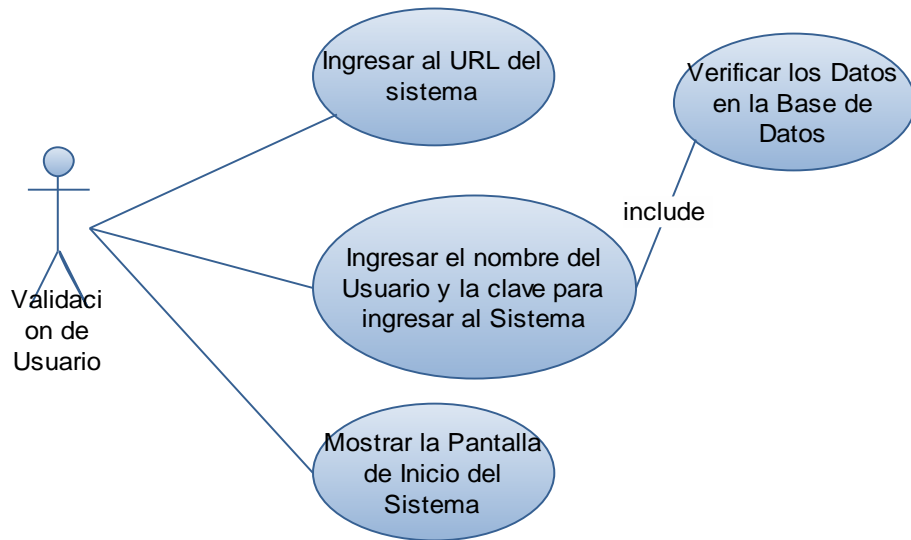 Ingresar al URL del
sistema
Verificar los Datos
en la Base de
Datos
include
Ingresar el nombre del
Usuario y la clave para
ingresar al Sistema
Validaci
on de
Usuario
Mostrar la Pantalla
de Inicio del
Sistema